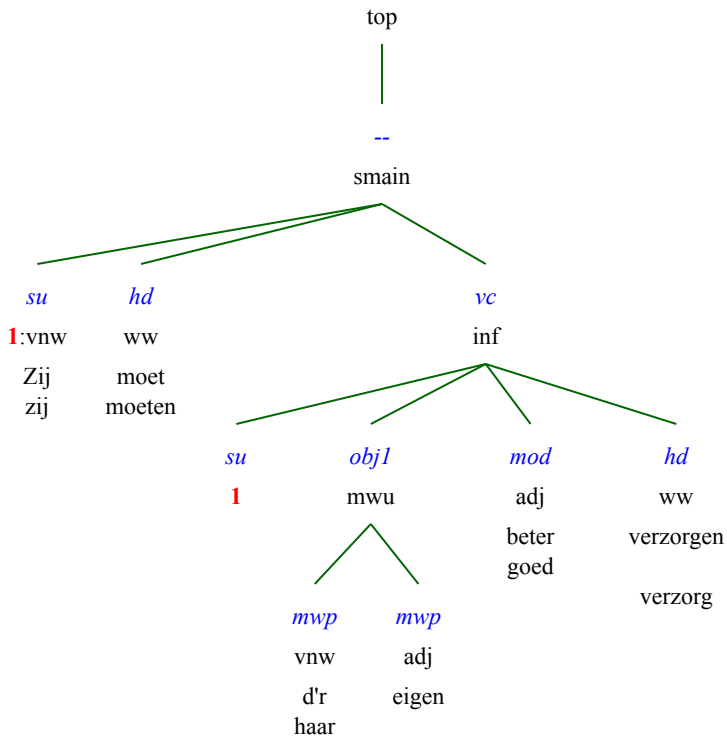 top
--
smain
su hd vc
1:vnw ww inf
Zij moet
zij moeten
su obj1 mod hd
1 mwu adj ww
beter verzorgen
goed
verzorg
mwp mwp
vnw adj
d'r eigen
haar